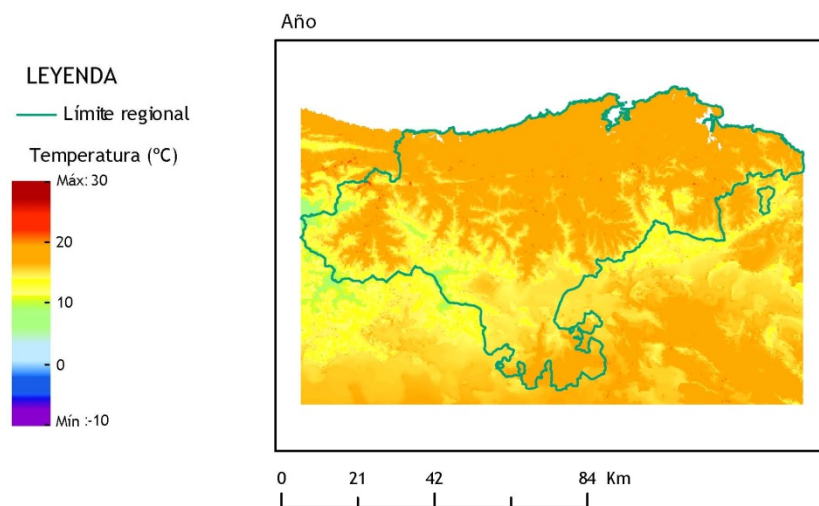 Año
LEYENDA
Límite regional
Temperatura (ºC)
Máx: 30
20
10
0
Mín :-10
0 21 42 84 Km